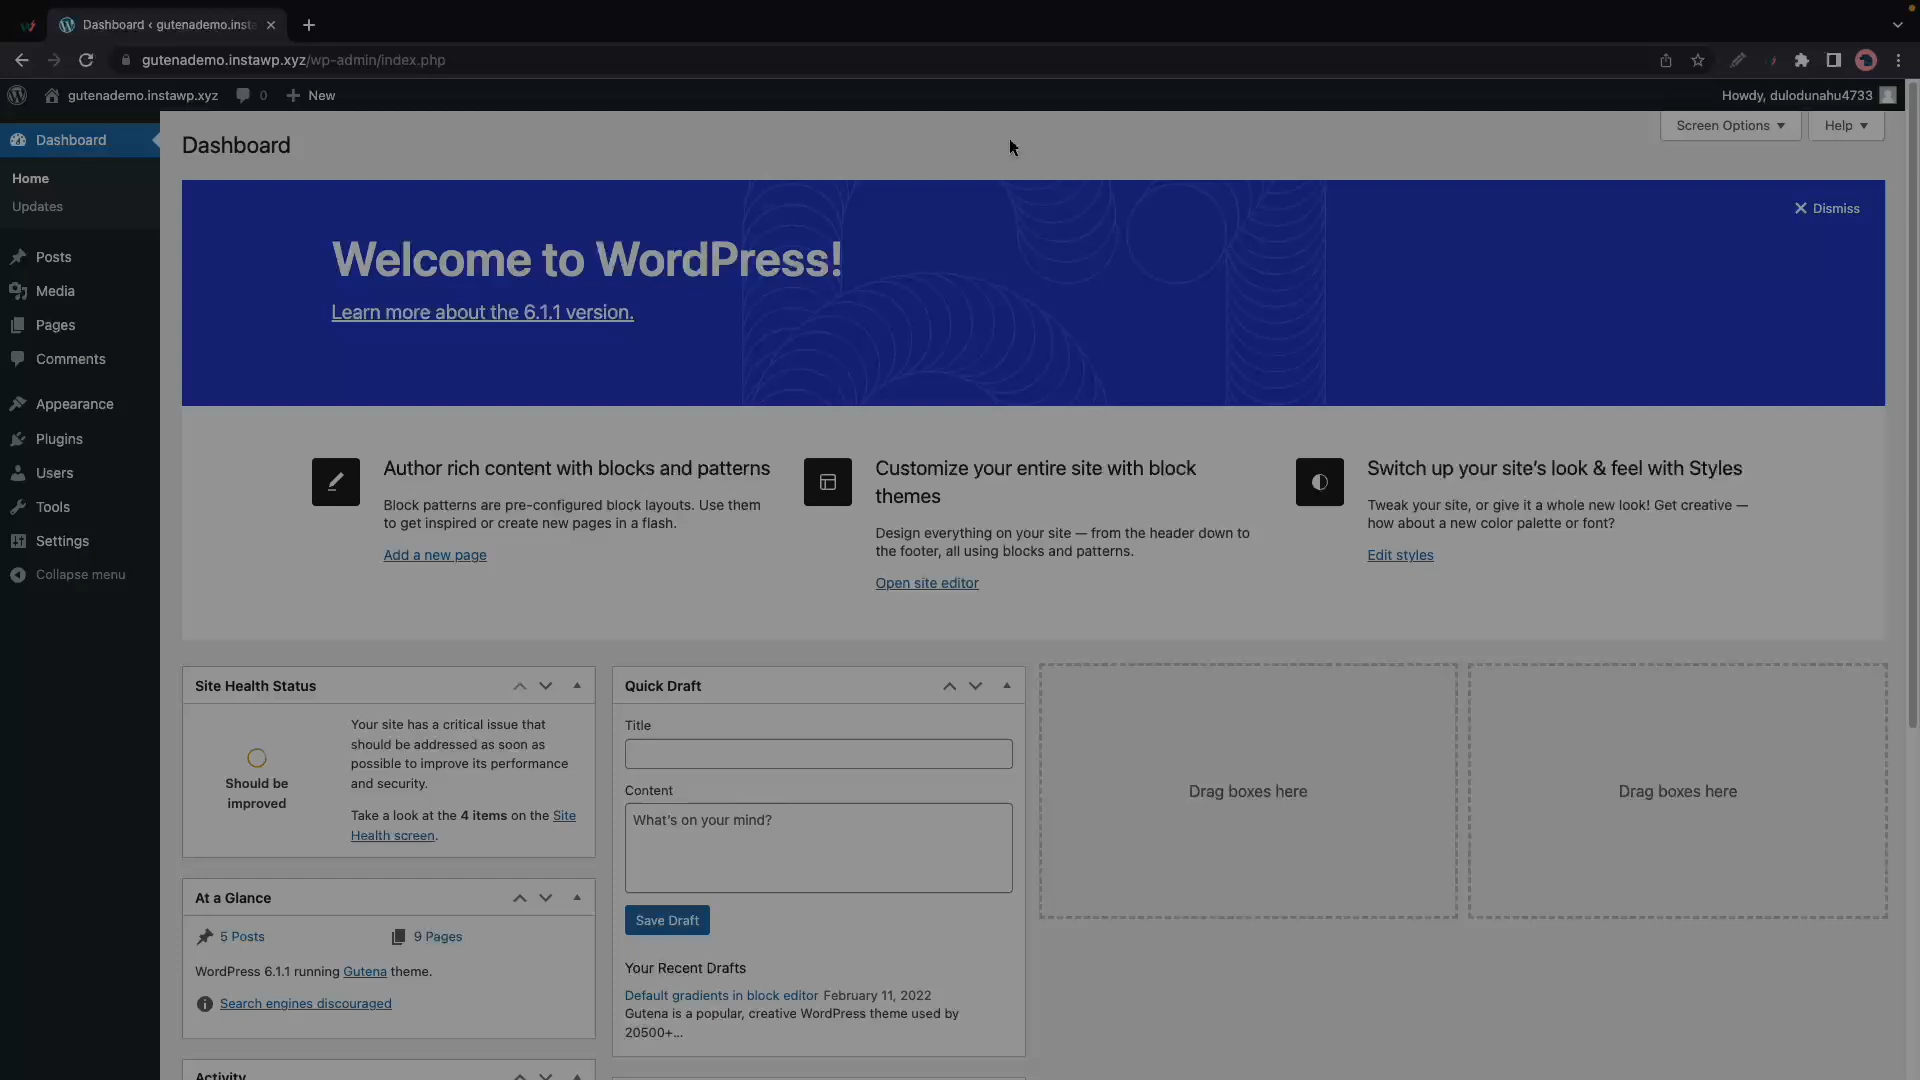 Dashboard ‹ gutenademo.inst
gutenademo.instawp.xyz/wp-admin/index.php
gutenademo.instawp.xyz
0
New
Howdy, dulodunahu4733
Dashboard
Home
Updates
Posts
Media
Pages
Comments
Appearance
Plugins
Users
Tools
Settings
Collapse menu
Dashboard
Screen Options
Help
Dismiss
Welcome to WordPress!
Learn more about the 6.1.1 version.
Author rich content with blocks and patterns
Block patterns are pre-configured block layouts. Use them
to get inspired or create new pages in a flash.
Add a new page
Customize your entire site with block
themes
Design everything on your site — from the header down to
the footer, all using blocks and patterns.
Open site editor
Switch up your site’s look & feel with Styles
Tweak your site, or give it a whole new look! Get creative —
how about a new color palette or font?
Edit styles
Site Health Status
Should be
improved
Your site has a critical issue that
should be addressed as soon as
possible to improve its performance
and security.
Take a look at the 4 items on the Site
Health screen.
At a Glance
5 Posts
9 Pages
WordPress 6.1.1 running Gutena theme.
Search engines discouraged
Activity
Quick Draft
Title
Content
What’s on your mind?
Save Draft
Your Recent Drafts
Default gradients in block editor February 11, 2022
Gutena is a popular, creative WordPress theme used by
20500+…
Drag boxes here
Drag boxes here